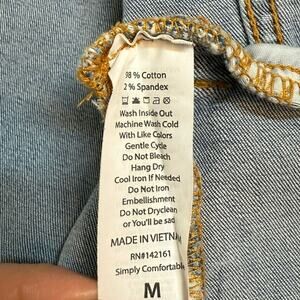 98% Cotton
2% Spandex
Wash Inside Out
Machine Wash Cold
With Like Colors
Gentle Cycle
Do Not Bleach
Hang Dry
Cool Iron If Needed
Do Not Iron
Embellishment
Do Not Dryclean
or You'll be sad
MADE IN VIETNAM
RN#142161
Simply Comfortable
M